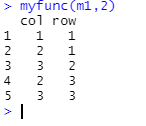 > myfunc(m1,2)
  col row
1   1   1
2   2   1
3   3   2
4   2   3
5   3   3
>